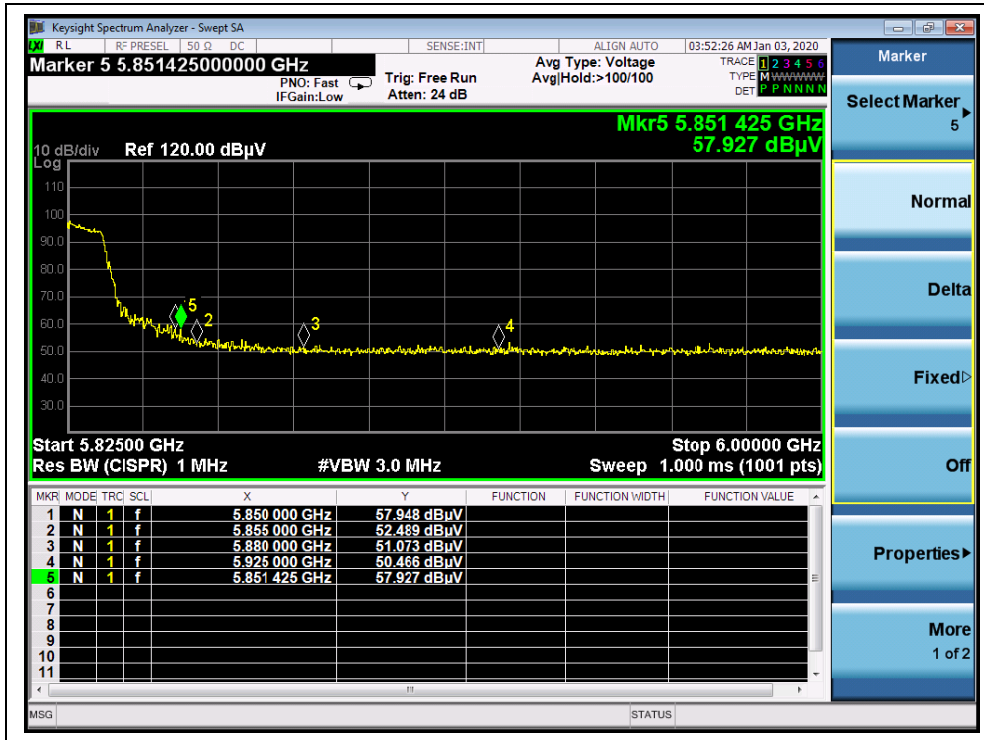 Keysight Spectrum Analyzer - Swept SA
LXI RL RF PRESEL 50 Ω DC SENSE:INT ALIGN AUTO 03:52:26 AM Jan 03, 2020
Marker 5 5.851425000000 GHz
PNO: Fast
IFGain:Low
Trig: Free Run
Atten: 24 dB
Avg Type: Voltage
Avg|Hold:>100/100
TRACE 1 2 3 4 5 6
TYPE M W W W W W
DET P P N N N N
Mkr5 5.851 425 GHz
57.927 dBµV
10 dB/div Ref 120.00 dBµV
Log
110
100
90.0
80.0
70.0
60.0
50.0
40.0
30.0
5
2
3
4
Start 5.82500 GHz Stop 6.00000 GHz
Res BW (CISPR) 1 MHz #VBW 3.0 MHz Sweep 1.000 ms (1001 pts)
MKR MODE TRC SCL X Y FUNCTION FUNCTION WIDTH FUNCTION VALUE
1 N 1 f 5.850 000 GHz 57.948 dBµV
2 N 1 f 5.855 000 GHz 52.489 dBµV
3 N 1 f 5.880 000 GHz 51.073 dBµV
4 N 1 f 5.925 000 GHz 50.466 dBµV
5 N 1 f 5.851 425 GHz 57.927 dBµV
6
7
8
9
10
11
MSG STATUS
Marker
Select Marker
5
Normal
Delta
Fixed
Off
Properties
More
1 of 2